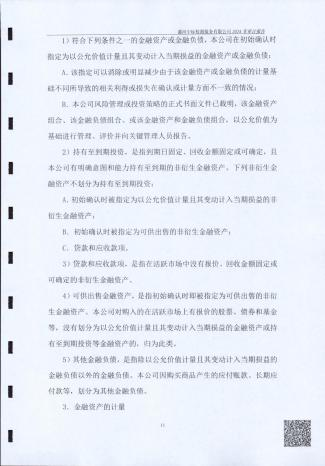 1）符合下列条件之一的金融资产或金融负债，本公司在初始确认时
指定为以公允价值计量且其变动计入当期损益的金融资产或金融负债：
A．该指定可以消除或明显减少由于该金融资产或金融负债的计量基
础不同所导致的相关利得或损失在确认或计量方面不一致的情况；
B．本公司风险管理或投资策略的正式书面文件已载明，该金融资产
组合、该金融负债组合、或该金融资产和金融负债组合，以公允价值为
基础进行管理、评价并向关键管理人员报告。
2）持有至到期投资，是指到期日固定、回收金额固定或可确定，且
本公司有明确意图和能力持有至到期的非衍生金融资产。下列非衍生金
融资产不划分为持有至到期投资：
A．初始确认时被指定为以公允价值计量且其变动计入当期损益的非
衍生金融资产；
B．初始确认时被指定为可供出售的非衍生金融资产；
C．贷款和应收款项。
3）贷款和应收款项，是指在活跃市场中没有报价、回收金额固定或
可确定的非衍生金融资产。
4）可供出售金融资产，是指初始确认时即被指定为可供出售的非衍
生金融资产。本公司对购入的在活跃市场上有报价的股票、债券和基金
等，没有划分为以公允价值计量且其变动计入当期损益的金融资产或持
有至到期投资等金融资产的，归为此类。
5）其他金融负债，是指除以公允价值计量且其变动计入当期损益的
金融负债以外的金融负债。本公司因购买商品产生的应付账款、长期应
付款等，划分为其他金融负债。
3．金融资产的计量
11